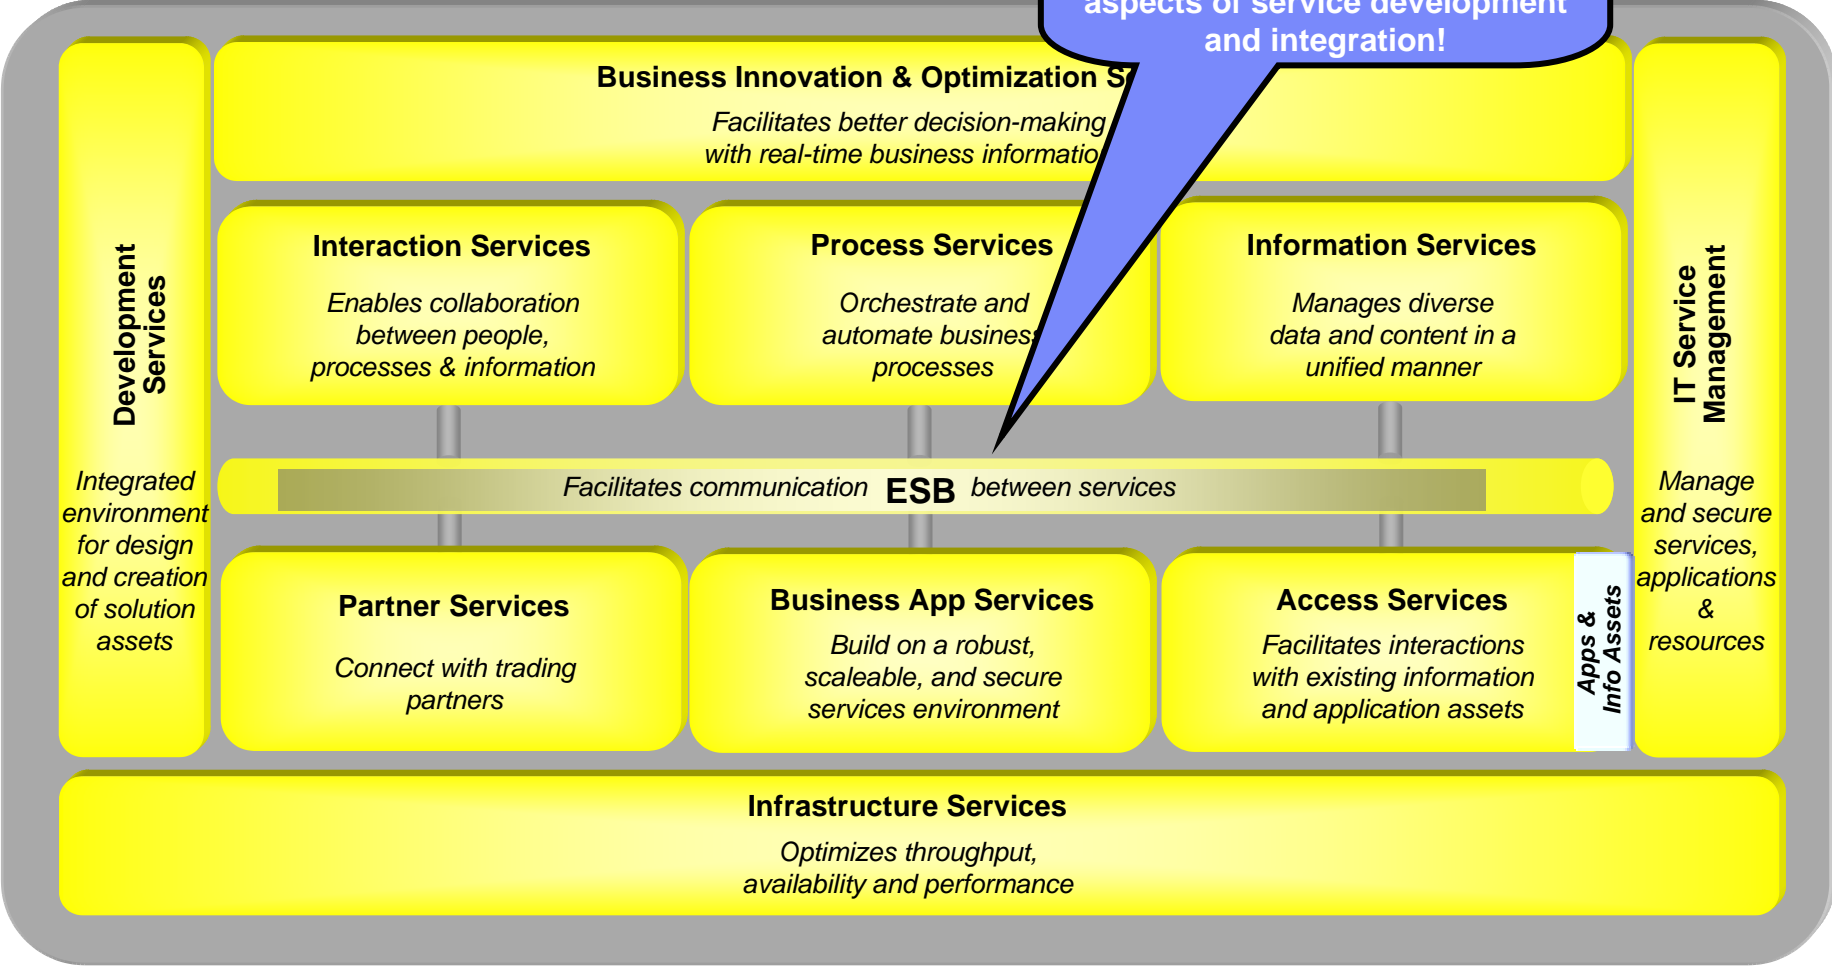 aspects of service development
and integration!
Business Innovation & Optimization
Facilitates better decision-making
with real-time business informatio
Development
Services
Integrated
environment
for design
and creation
of solution
assets
Interaction Services
Enables collaboration
between people,
processes & information
Process Services
Orchestrate and
automate business
processes
Information Services
Manages diverse
data and content in a
unified manner
IT Service
Management
Manage
and secure
services,
applications
&
resources
Facilitates communication ESB between services
Partner Services
Connect with trading
partners
Business App Services
Build on a robust,
scaleable, and secure
services environment
Access Services
Facilitates interactions
with existing information
and application assets
Apps &
Info Assets
Infrastructure Services
Optimizes throughput,
availability and performance